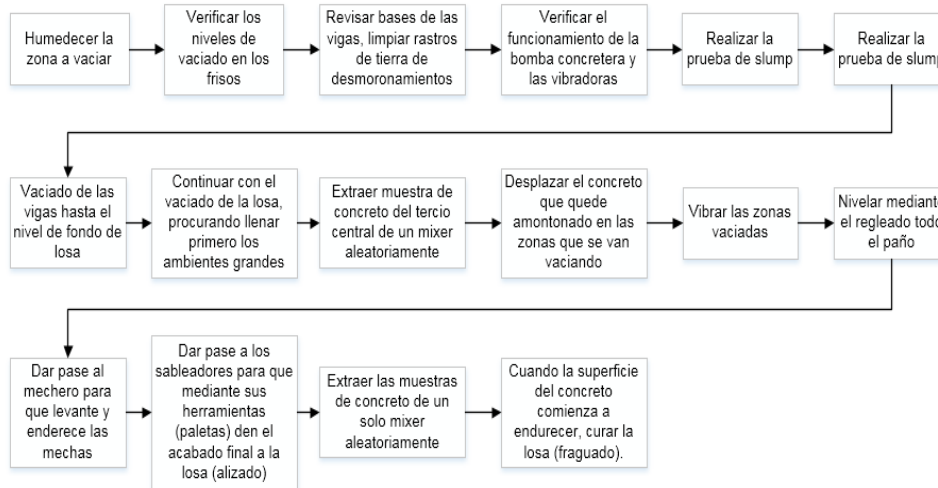 Humedecer la
zona a vaciar
Verificar los
niveles de
vaciado en los
frisos
Revisar bases de las
vigas, limpiar rastros
de tierra de
desmoronamientos
Verificar el
funcionamiento de la
bomba concretera y
las vibradoras
Realizar la
prueba de slump
Realizar la
prueba de slump
Vaciado de las
vigas hasta el
nivel de fondo de
losa
Continuar con el
vaciado de la losa,
procurando llenar
primero los
ambientes grandes
Extraer muestra de
concreto del tercio
central de un mixer
aleatoriamente
Desplazar el concreto
que quede
amontonado en las
zonas que se van
vaciando
Vibrar las zonas
vaciadas
Nivelar mediante
el regleado todo
el paño
Dar pase al
mechero para
que levante y
enderece las
mechas
Dar pase a los
sableadores para que
mediante sus
herramientas
(paletas) den el
acabado final a la
losa (alizado)
Extraer las muestras
de concreto de un
solo mixer
aleatoriamente
Cuando la superficie
del concreto
comienza a
endurecer, curar la
losa (fraguado).